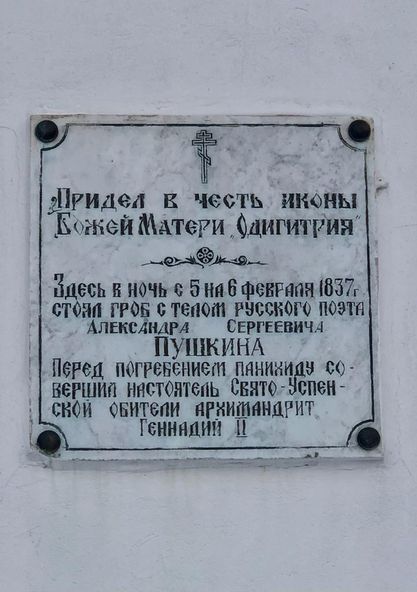 Придел в честь иконы
Божей Матери „Одигитрия"
Здесь в ночь с 5 на 6 февраля 1837г
стоял гроб с телом русского поэта
Александра Сергеевича
ПУШКИНА
Перед погребением панихиду со-
вершил настоятель Свято-Успен-
ской обители архимандрит
Геннадий II